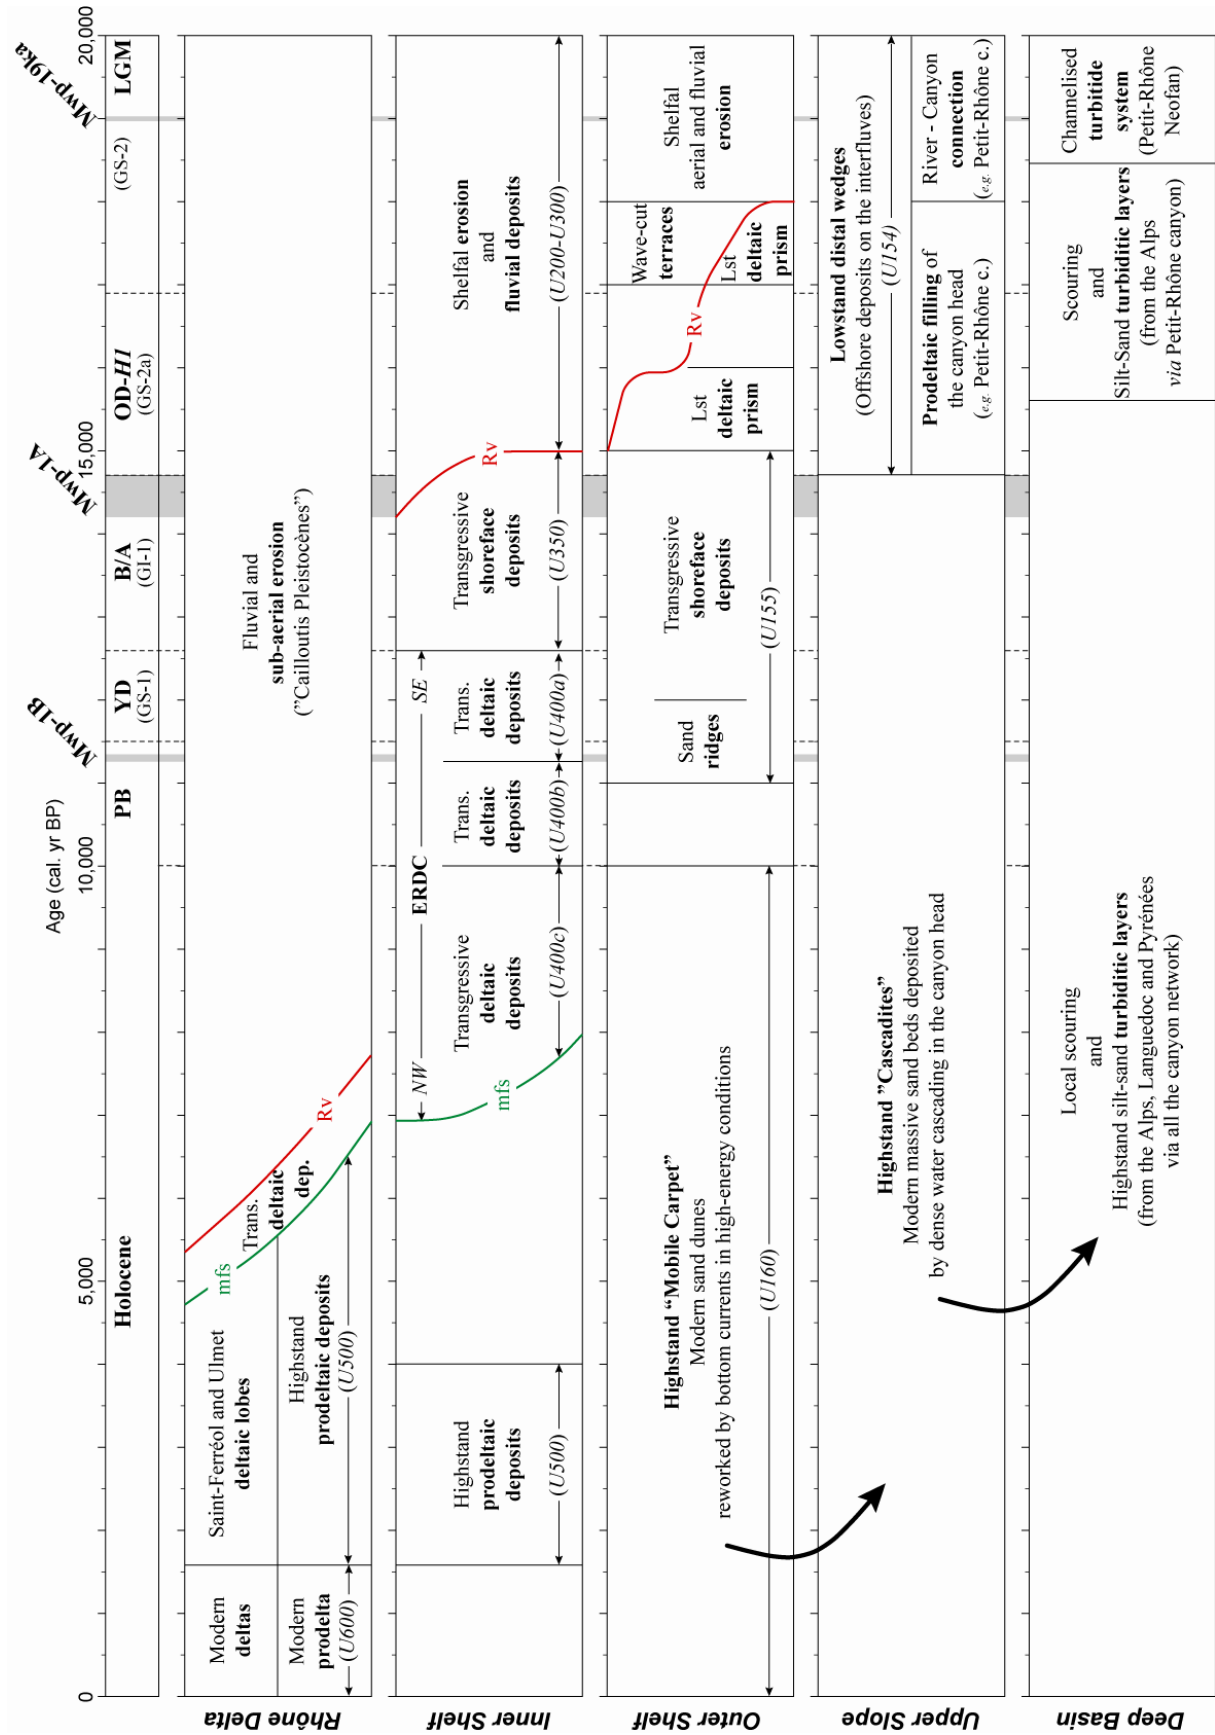 Age (cal. yr BP)
0
5,000
10,000
15,000
20,000
Mwp-1B
Mwp-1A
Mwp-19ka
Holocene
PB
YD
(GS-1)
B/A
(GI-1)
OD-H1
(GS-2a)
(GS-2)
LGM
Rhône Delta
Modern
deltas
Modern
prodelta
(U600)
Saint-Ferréol and Ulmet
deltaic lobes
Highstand
prodeltaic deposits
(U500)
mfs
Trans.
deltaic
dep.
Rv
Fluvial and
sub-aerial erosion
("Cailloutis Pleistocènes")
Inner Shelf
Highstand
prodeltaic
deposits
(U500)
NW
ERDC
SE
mfs
Transgressive
deltaic
deposits
(U400c)
Trans.
deltaic
deposits
(U400b)
Trans.
deltaic
deposits
(U400a)
Transgressive
shoreface
deposits
(U350)
Rv
Shelfal erosion
and
fluvial deposits
(U200-U300)
Outer Shelf
Highstand “Mobile Carpet”
Modern sand dunes
reworked by bottom currents in high-energy conditions
(U160)
Sand
ridges
Transgressive
shoreface
deposits
(U155)
Lst
deltaic
prism
Rv
Wave-cut
terraces
Lst
deltaic
prism
Shelfal
aerial and fluvial
erosion
Upper Slope
Highstand ”Cascadites”
Modern massive sand beds deposited
by dense water cascading in the canyon head
Lowstand distal wedges
(Offshore deposits on the interfluves)
(U154)
Prodeltaic filling of
the canyon head
(e.g. Petit-Rhône c.)
River - Canyon
connection
(e.g. Petit-Rhône c.)
Deep Basin
Local scouring
and
Highstand silt-sand turbiditic layers
(from the Alps, Languedoc and Pyrénées
via all the canyon network)
Scouring
and
Silt-Sand turbiditic layers
(from the Alps
via Petit-Rhône canyon)
Channelised
turbitide
system
(Petit-Rhône
Neofan)